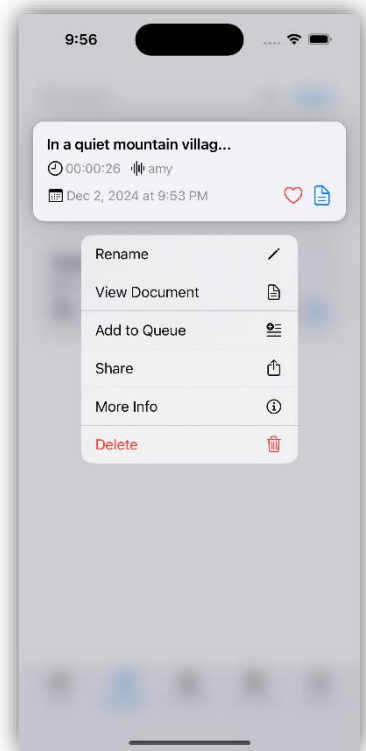 9:56
In a quiet mountain villag...
00:00:26 amy
Dec 2, 2024 at 9:53 PM
Rename
View Document
Add to Queue
Share
More Info
Delete